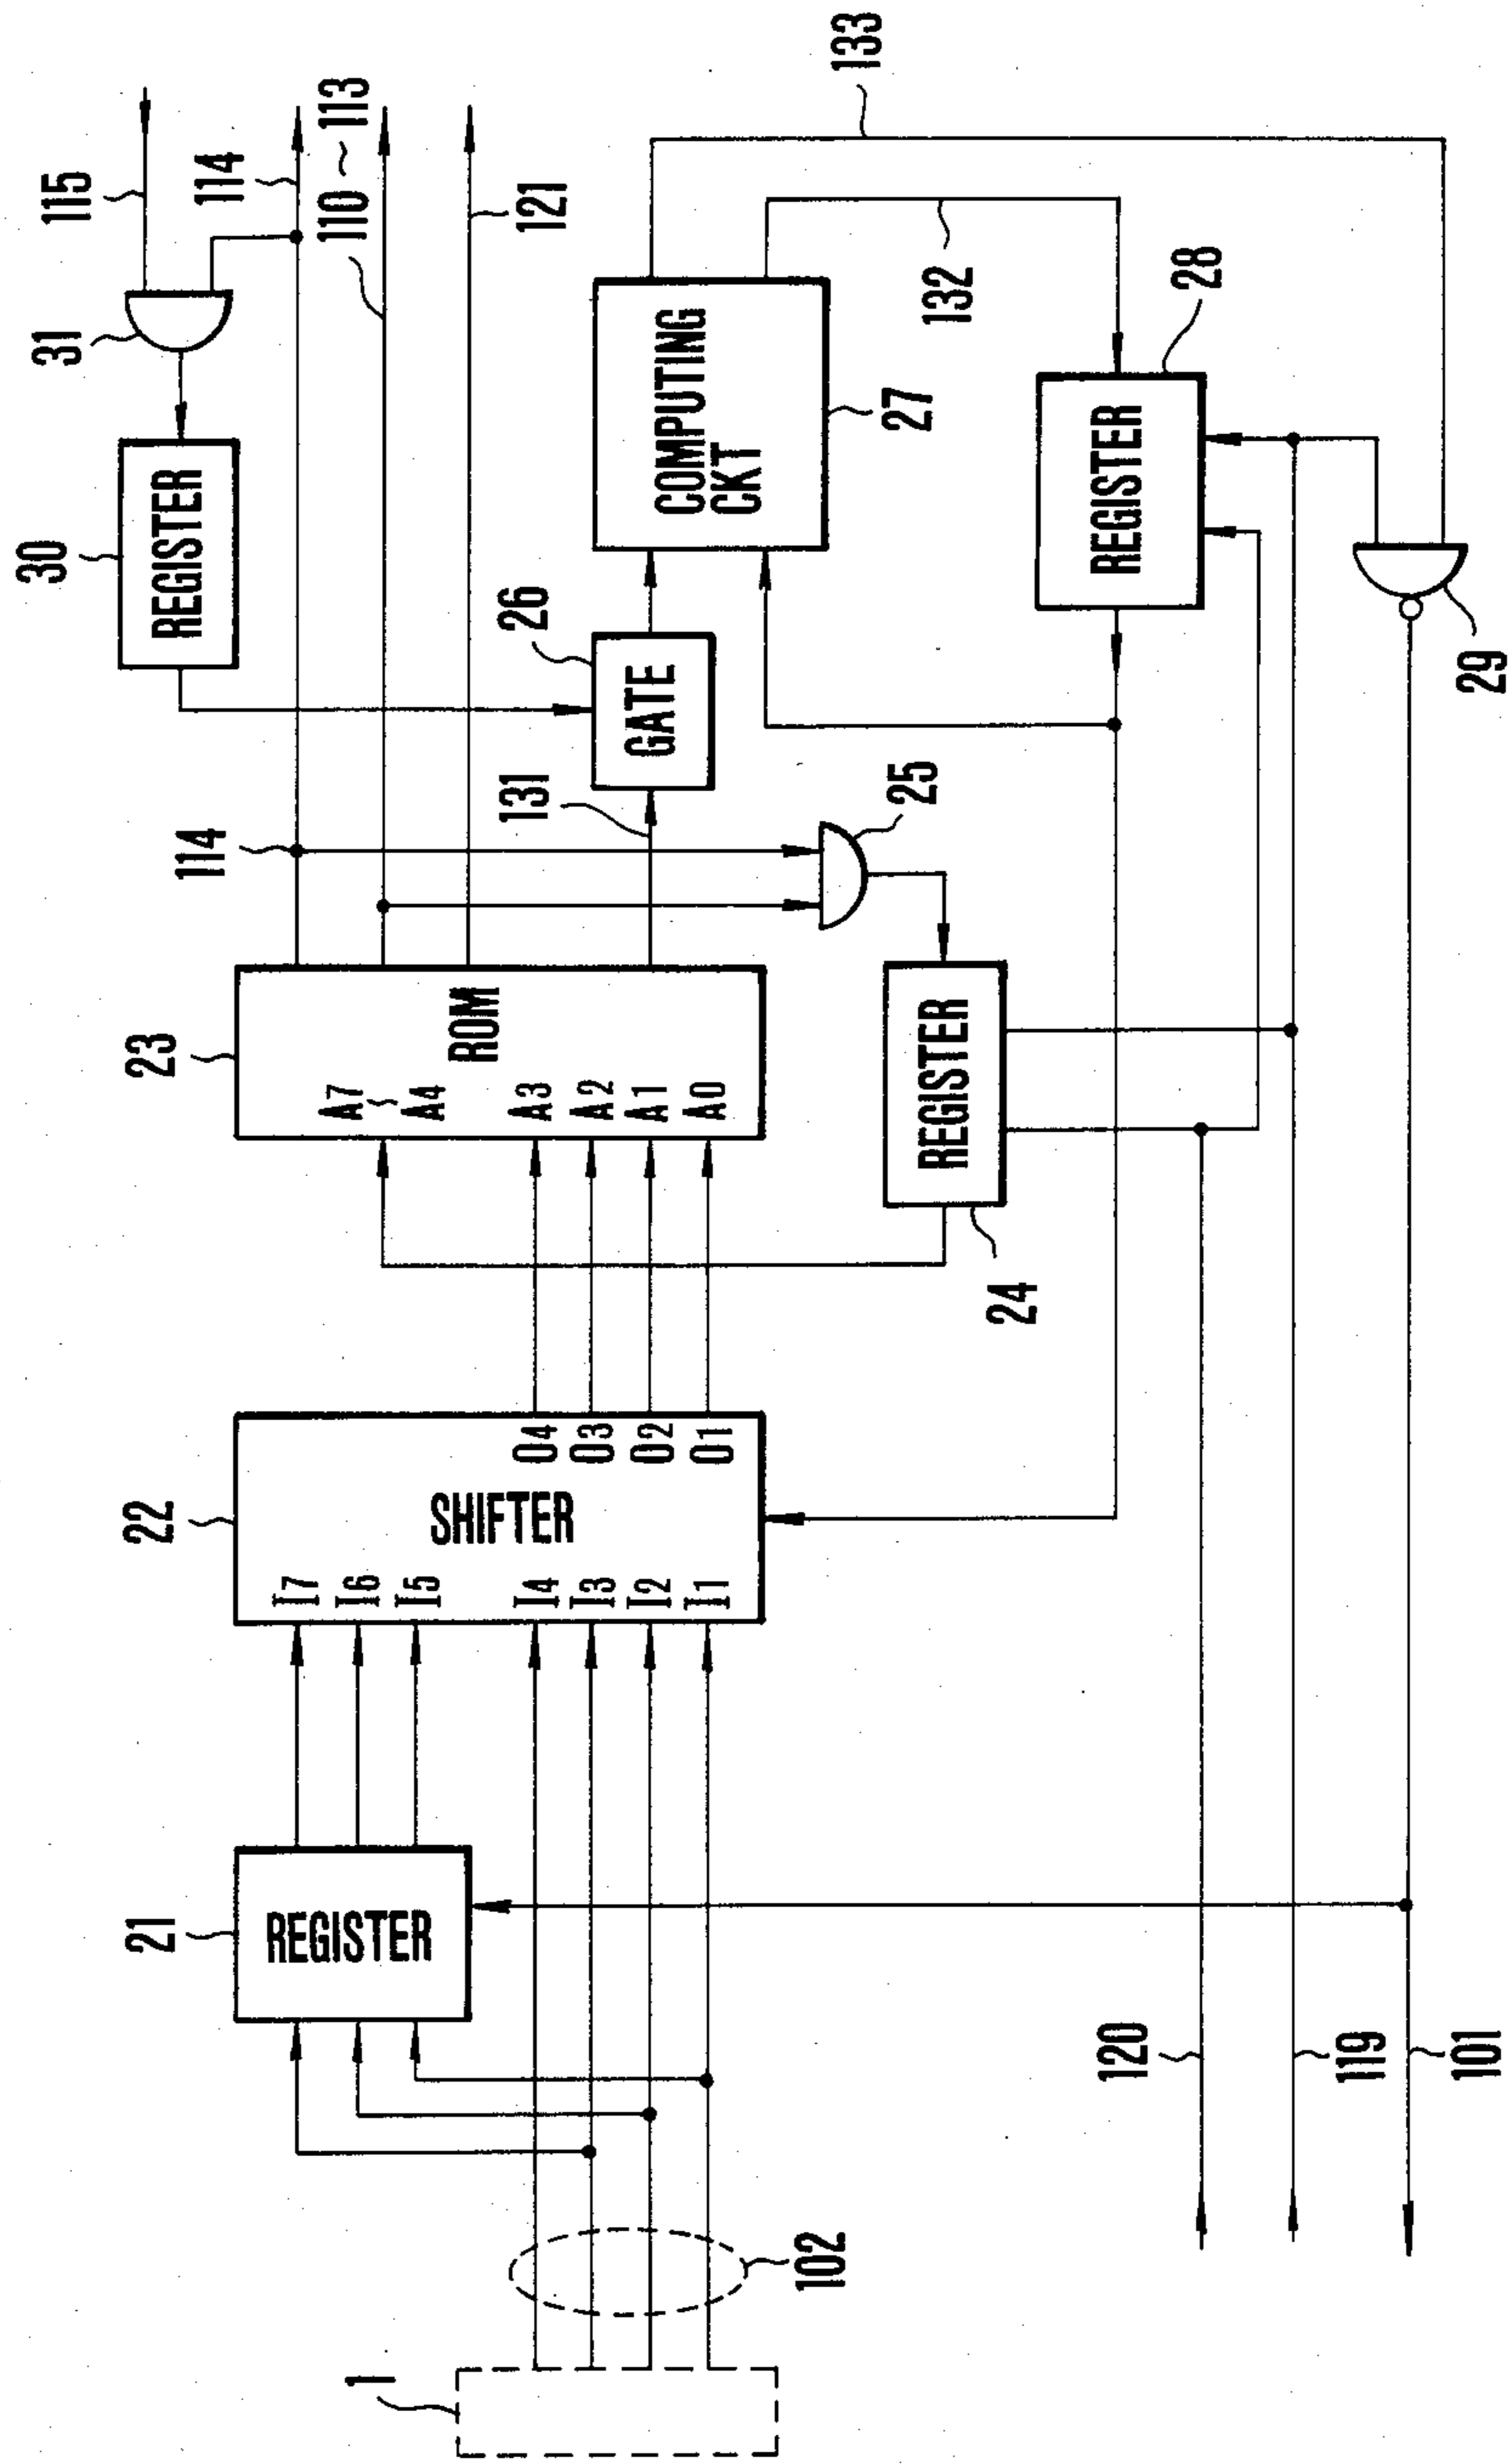 1
102
21
REGISTER
22
SHIFTER
I7
I6
I5
I4
I3
I2
I1
O4
O3
O2
O1
23
ROM
A7
~
A4
A3
A2
A1
A0
24
REGISTER
25
114
131
26
GATE
30
REGISTER
31
115
114
110 ~ 113
121
COMPUTING
CKT
27
132
133
28
REGISTER
29
120
119
101